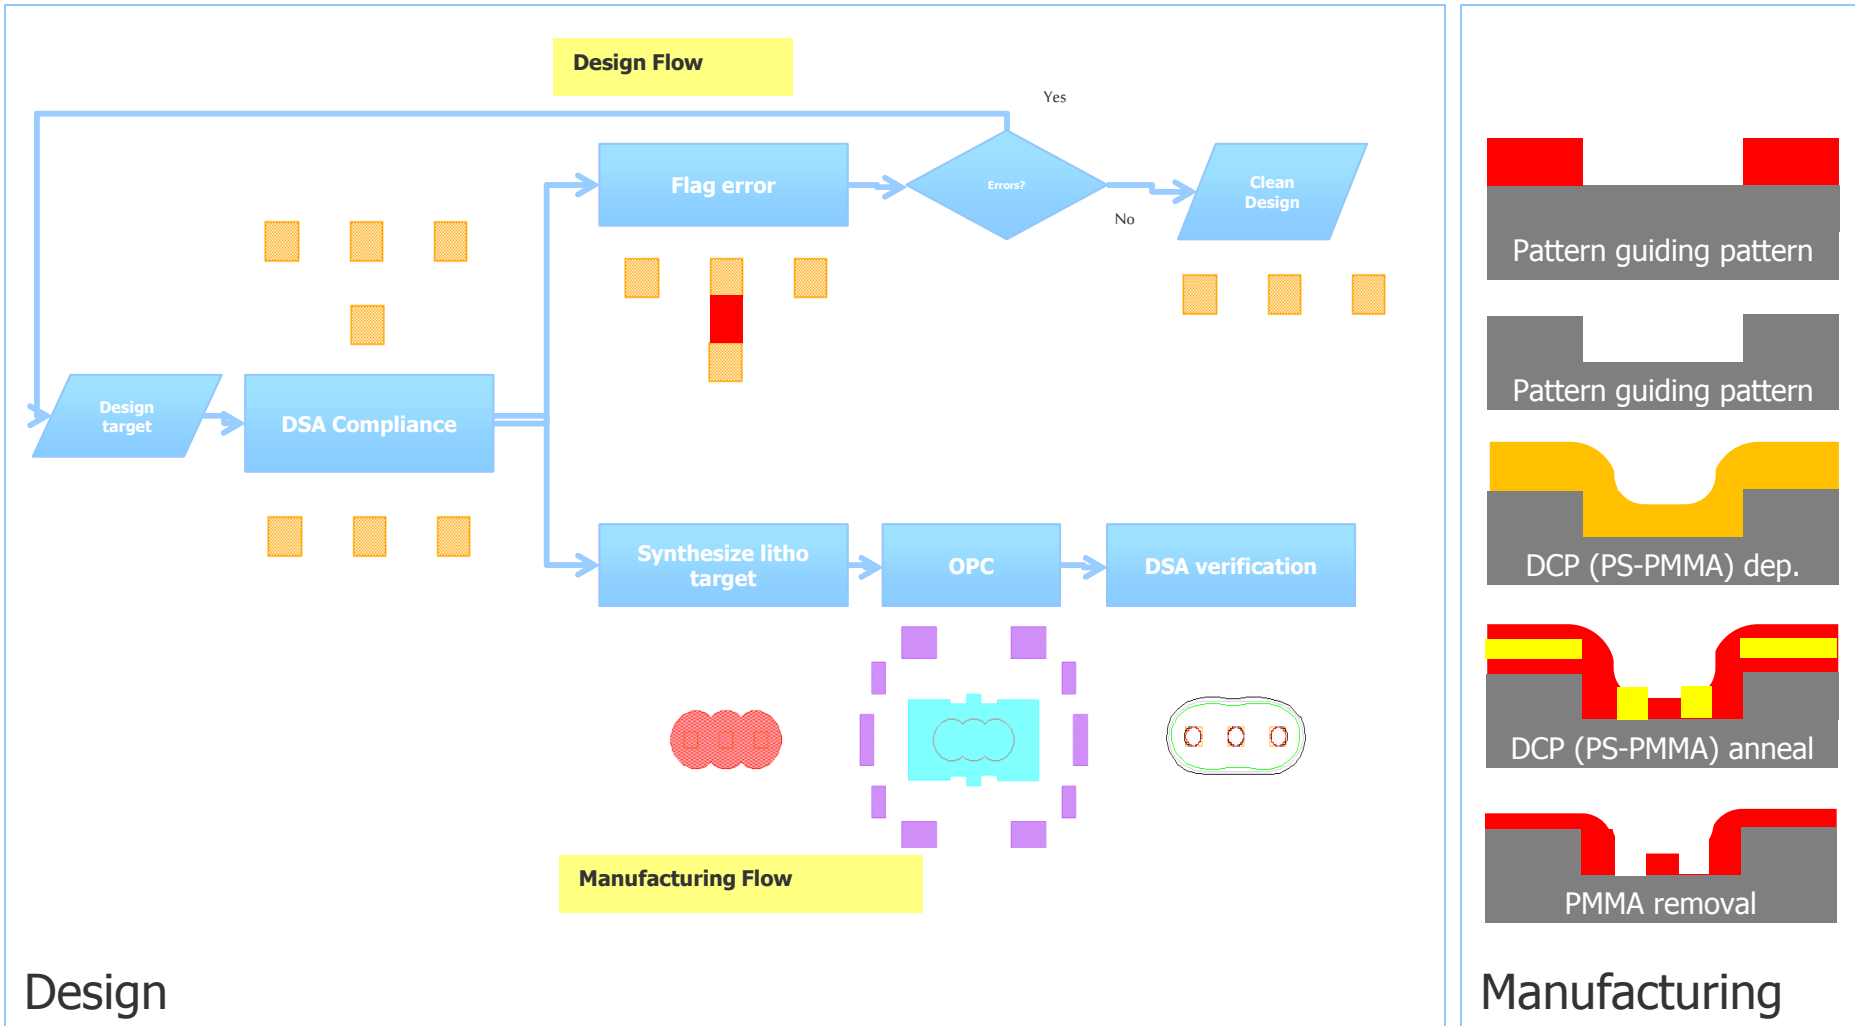 Design Flow
Yes
Flag error
Errors?
Clean
Design
No
Design
target
DSA Compliance
Synthesize litho
target
OPC
DSA verification
Manufacturing Flow
Design
Pattern guiding pattern
Pattern guiding pattern
DCP (PS-PMMA) dep.
DCP (PS-PMMA) anneal
PMMA removal
Manufacturing